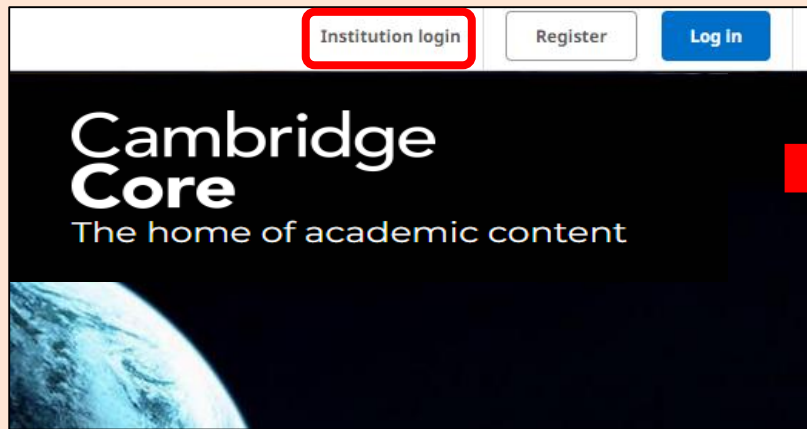 Institution login Register Log in
Cambridge
Core
The home of academic content